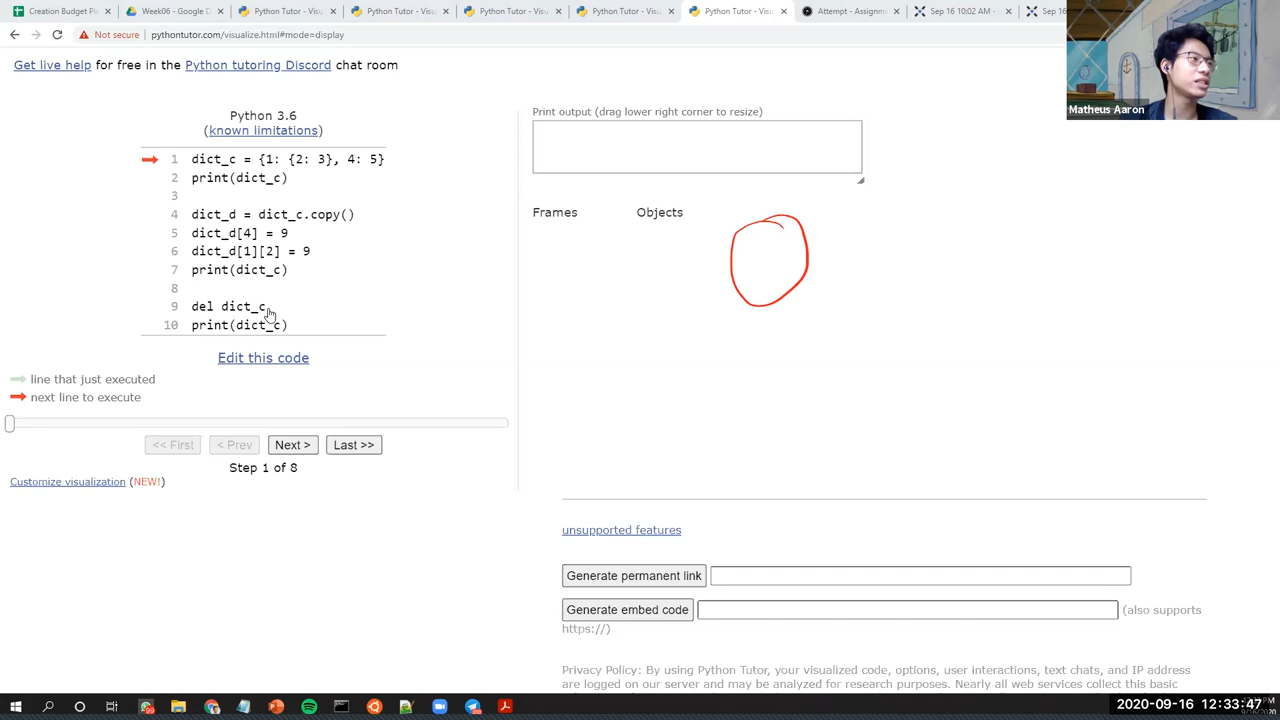 Creation Budget Pl
Week06 - Google D
Python Tutor - Visu
Python Tutor - Visu
Python Tutor - Visu
Python Tutor - Visu
Python Tutor - Visu
Attempt - Assignm
Sep 16 10:02 AM -
Sep 16
Not secure | pythontutor.com/visualize.html#mode=display
Matheus Aaron
Get live help for free in the Python tutoring Discord chat room
Python 3.6
(known limitations)
1 dict_c = {1: {2: 3}, 4: 5}
2 print(dict_c)
3
4 dict_d = dict_c.copy()
5 dict_d[4] = 9
6 dict_d[1][2] = 9
7 print(dict_c)
8
9 del dict_c
10 print(dict_c)
Edit this code
line that just executed
next line to execute
<< First
< Prev
Next >
Last >>
Step 1 of 8
Customize visualization (NEW!)
Print output (drag lower right corner to resize)
Frames
Objects
unsupported features
Generate permanent link
Generate embed code
(also supports
https://)
Privacy Policy: By using Python Tutor, your visualized code, options, user interactions, text chats, and IP address
are logged on our server and may be analyzed for research purposes. Nearly all web services collect this basic
2020-09-16 12:33:47